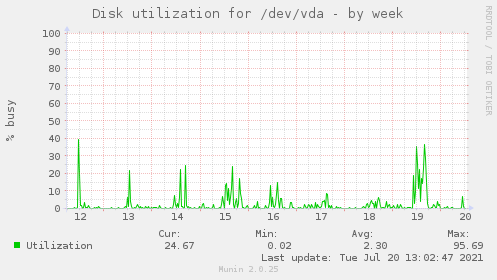 Disk utilization for /dev/vda - by week
RRDTOOL / TOBI OETIKER
% busy
100
90
80
70
60
50
40
30
20
10
0
12 13 14 15 16 17 18 19 20
Cur: Min: Avg: Max:
Utilization 24.67 0.02 2.30 95.69
Last update: Tue Jul 20 13:02:47 2021
Munin 2.0.25